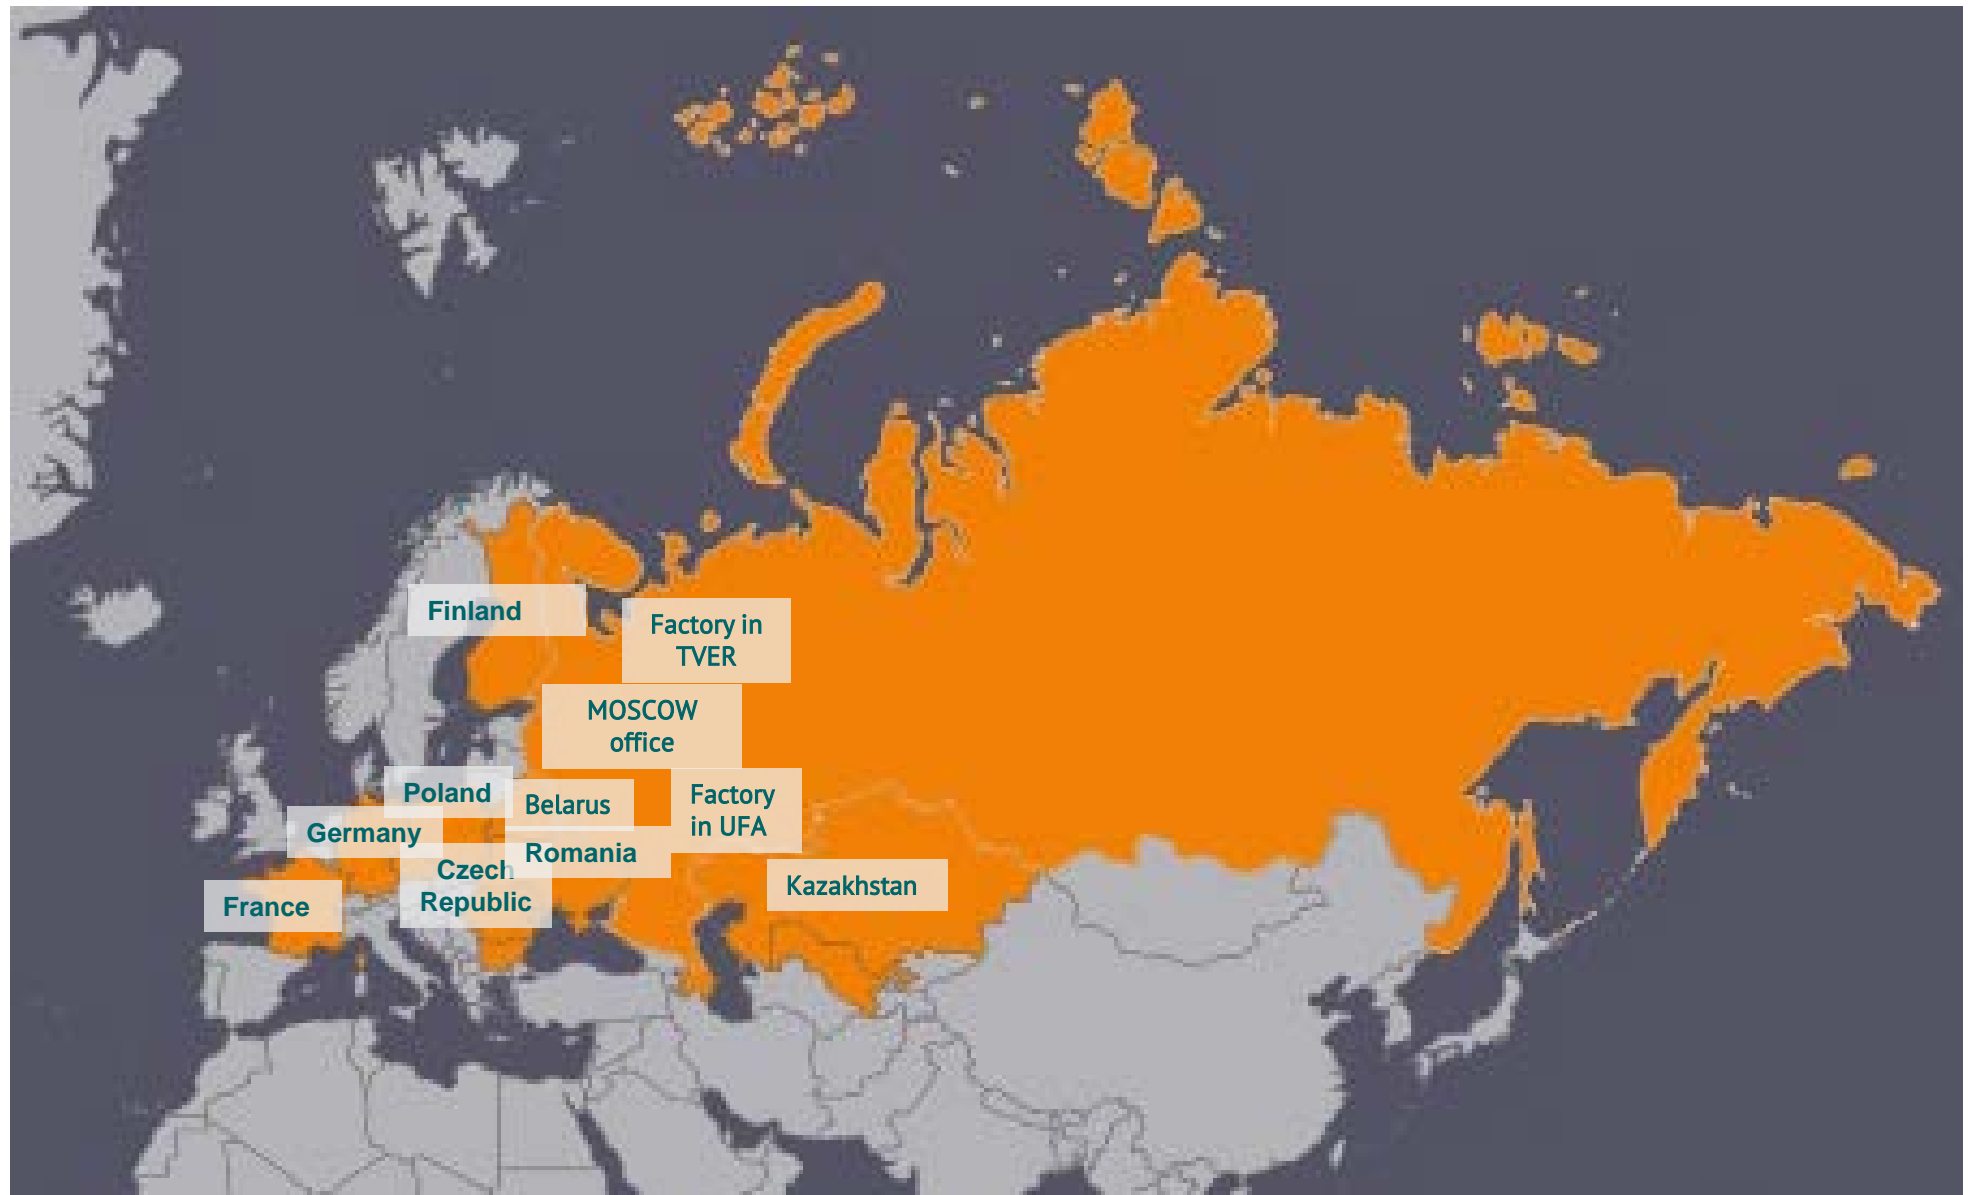 Finland
Factory in
TVER
MOSCOW
office
Poland
Belarus
Factory
in UFA
Germany
Romania
Czech
Republic
Kazakhstan
France